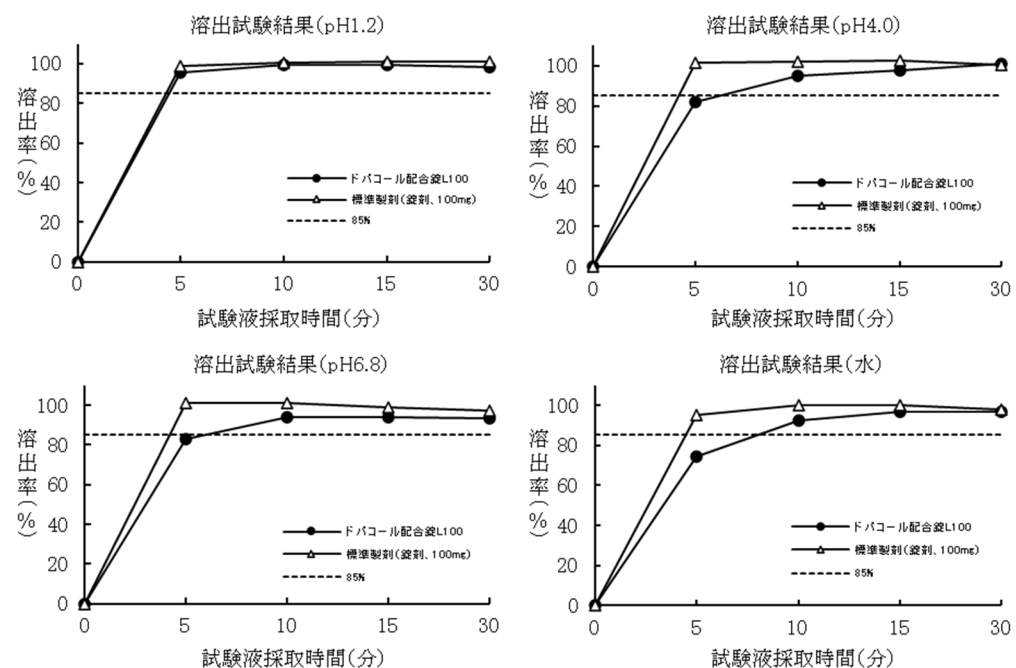 溶出試験結果(pH1.2)
100
80
60
40
20
0
溶出率(%)
ドパコール配合錠L100
標準製剤(錠剤、100mg)
85%
0 5 10 15 30
試験液採取時間(分)
溶出試験結果(pH4.0)
100
80
60
40
20
0
溶出率(%)
ドパコール配合錠L100
標準製剤(錠剤、100mg)
85%
0 5 10 15 30
試験液採取時間(分)
溶出試験結果(pH6.8)
100
80
60
40
20
0
溶出率(%)
ドパコール配合錠L100
標準製剤(錠剤、100mg)
85%
0 5 10 15 30
試験液採取時間(分)
溶出試験結果(水)
100
80
60
40
20
0
溶出率(%)
ドパコール配合錠L100
標準製剤(錠剤、100mg)
85%
0 5 10 15 30
試験液採取時間(分)